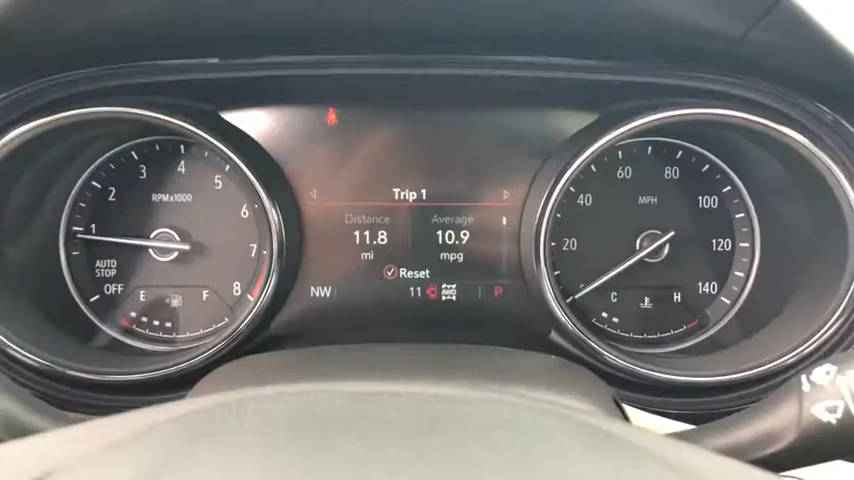 Trip 1
Distance Average
11.8 10.9
mi mpg
Reset
NW 11 AWD P
1 2 3 4 5 6 7 8
RPMx1000
AUTO
STOP
OFF
E F
20 40 60 80 100 120 140
MPH
C H